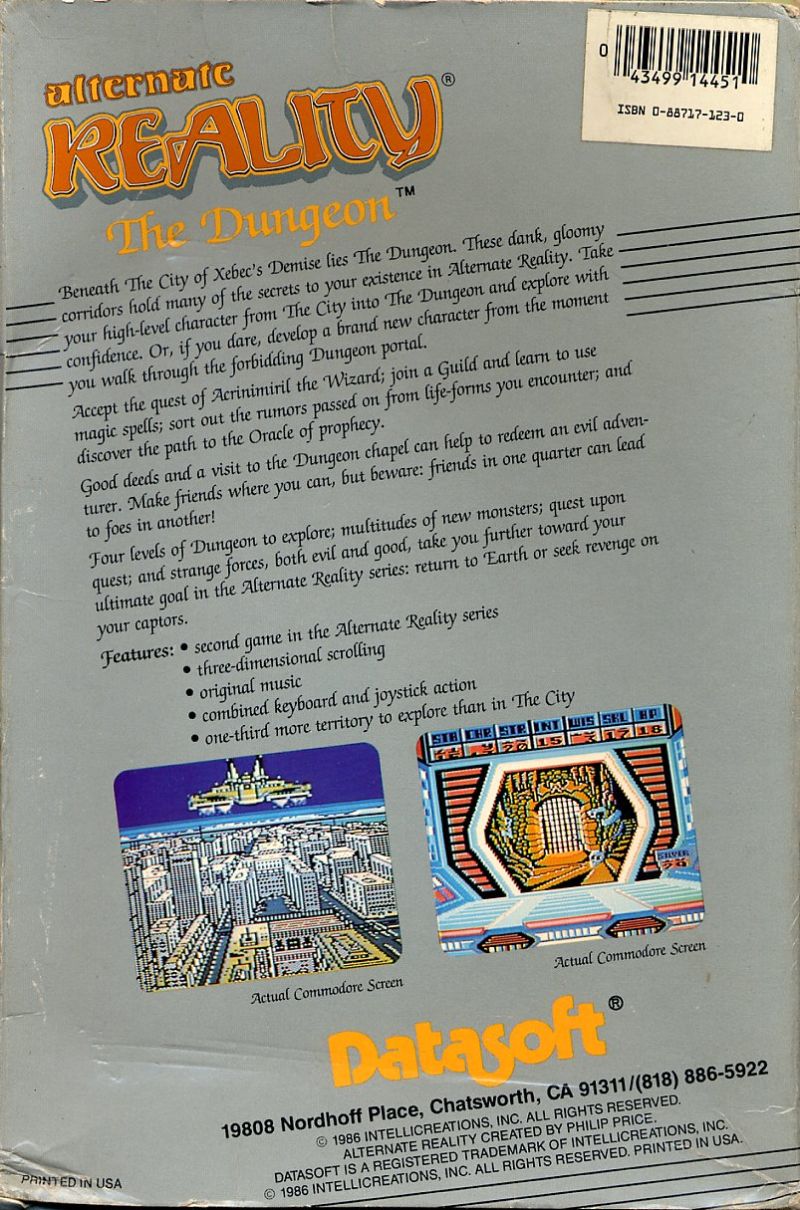 alternate
REALITY®
The Dungeon™
0 43499 14451
ISBN 0-88717-123-0
Beneath The City of Xebec's Demise lies The Dungeon. These dank, gloomy
corridors hold many of the secrets to your existence in Alternate Reality. Take
your high-level character from The City into The Dungeon and explore with
confidence. Or, if you dare, develop a brand new character from the moment
you walk through the forbidding Dungeon portal.
Accept the quest of Acrinimiril the Wizard; join a Guild and learn to use
magic spells; sort out the rumors passed on from life-forms you encounter; and
discover the path to the Oracle of prophecy.
Good deeds and a visit to the Dungeon chapel can help to redeem an evil adven-
turer. Make friends where you can, but beware: friends in one quarter can lead
to foes in another!
Four levels of Dungeon to explore; multitudes of new monsters; quest upon
quest; and strange forces, both evil and good, take you further toward your
ultimate goal in the Alternate Reality series: return to Earth or seek revenge on
your captors.
Features: • second game in the Alternate Reality series
• three-dimensional scrolling
• original music
• combined keyboard and joystick action
• one-third more territory to explore than in The City
STA CHR STR INT WIS SKL HP
20 15 17 18
SILVER
Actual Commodore Screen
Actual Commodore Screen
Datasoft®
19808 Nordhoff Place, Chatsworth, CA 91311/(818) 886-5922
© 1986 INTELLICREATIONS, INC. ALL RIGHTS RESERVED.
ALTERNATE REALITY CREATED BY PHILIP PRICE.
DATASOFT IS A REGISTERED TRADEMARK OF INTELLICREATIONS, INC.
© 1986 INTELLICREATIONS, INC. ALL RIGHTS RESERVED. PRINTED IN USA.
PRINTED IN USA